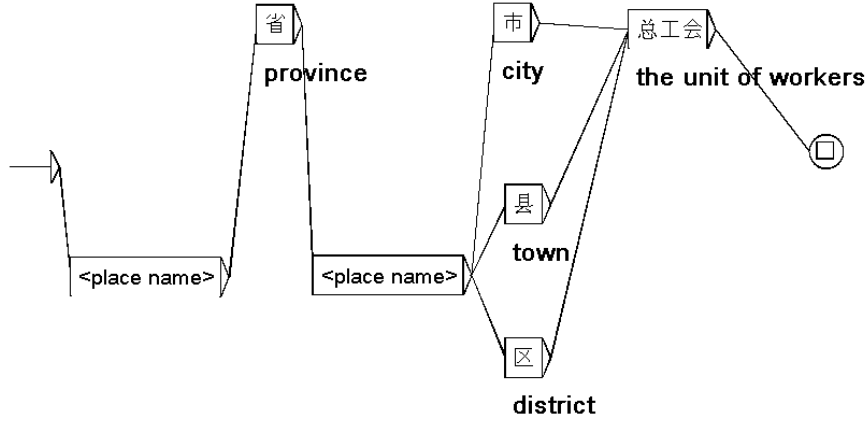 省
province
<place name>
<place name>
市
city
县
town
区
district
总工会
the unit of workers